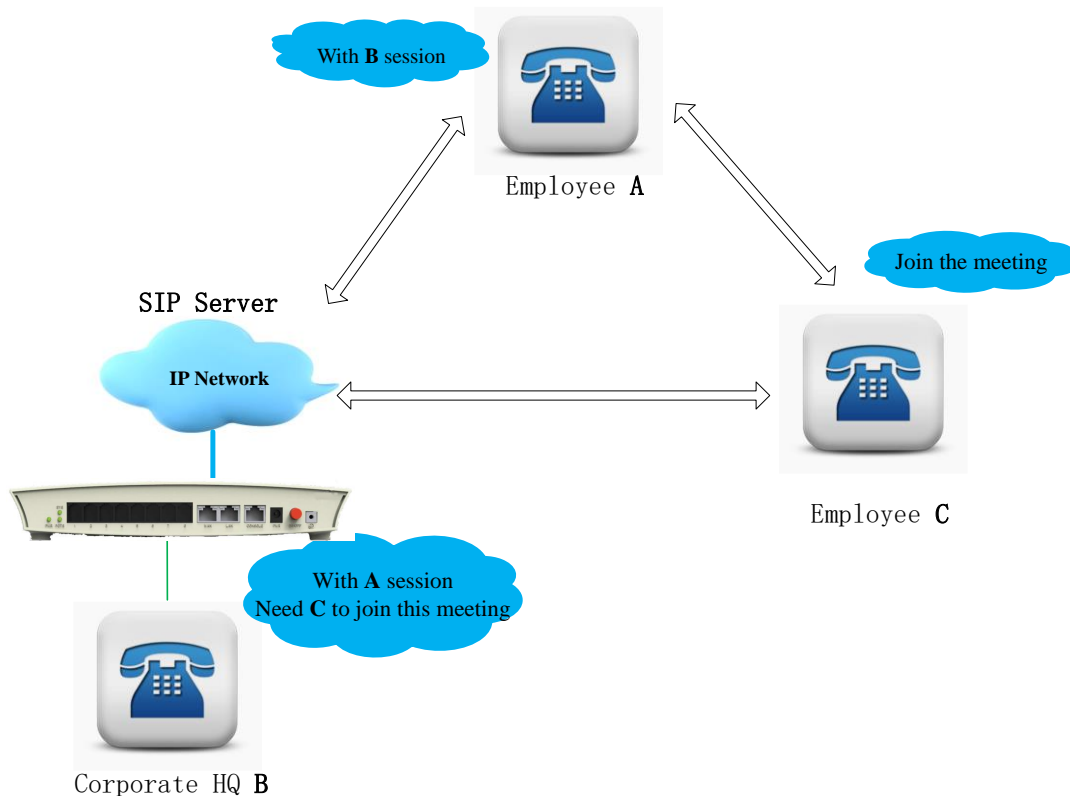 With B session
Employee A
Join the meeting
SIP Server
IP Network
Employee C
With A session
Need C to join this meeting
Corporate HQ B